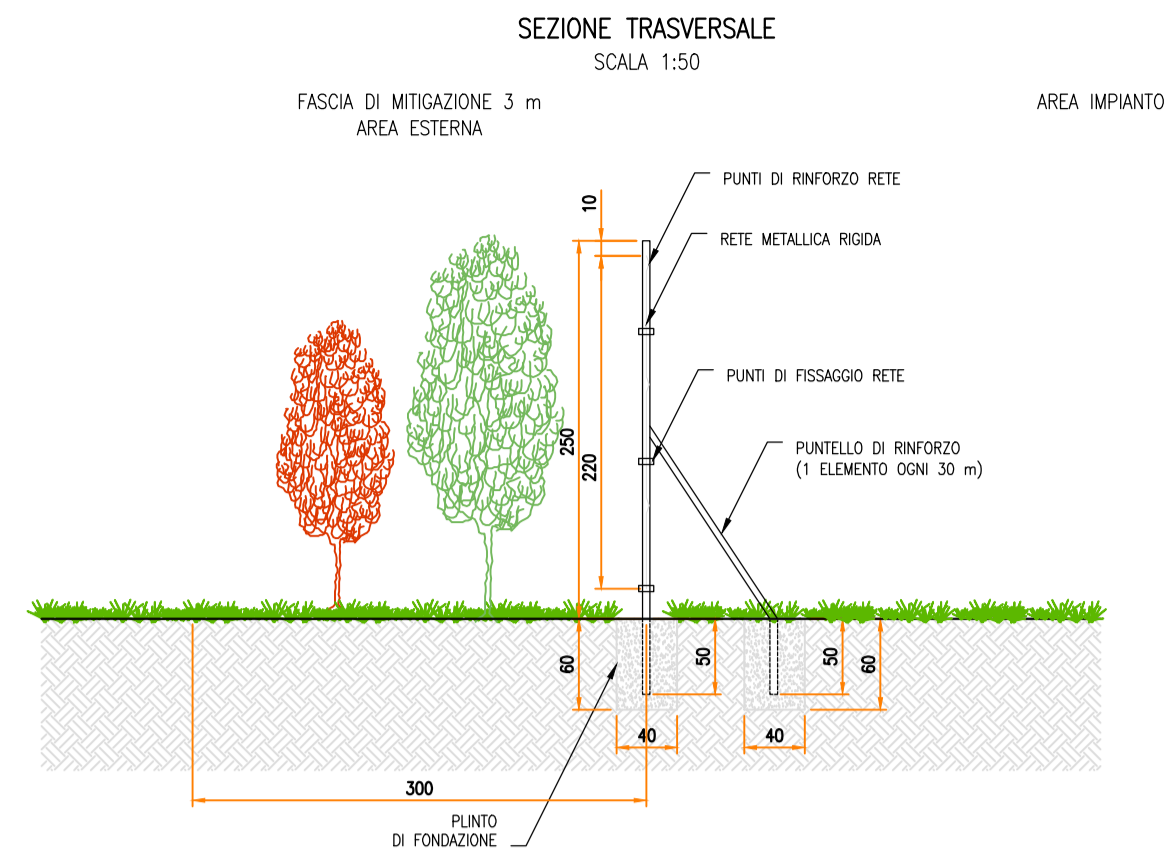 SEZIONE TRASVERSALE
SCALA 1:50
FASCIA DI MITIGAZIONE 3 m
AREA ESTERNA
AREA IMPIANTO
PUNTI DI RINFORZO RETE
10
RETE METALLICA RIGIDA
PUNTI DI FISSAGGIO RETE
250
220
PUNTELLO DI RINFORZO
(1 ELEMENTO OGNI 30 m)
60
50
50
60
40
40
300
PLINTO
DI FONDAZIONE